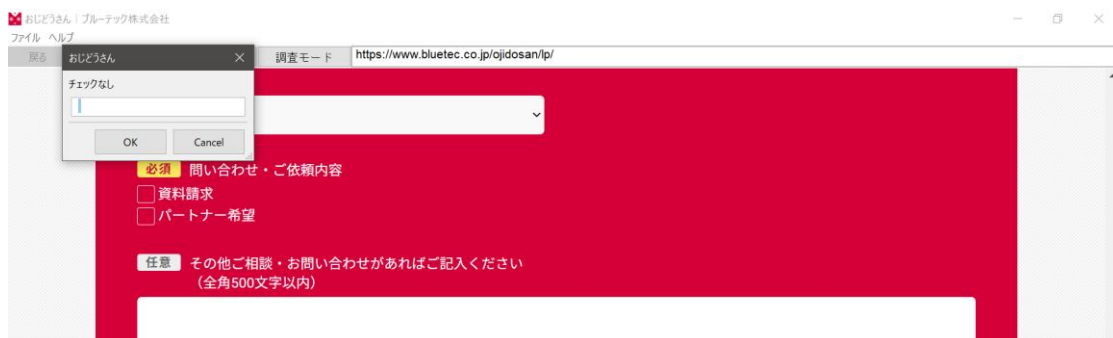 おじどうさん | ブルーテック株式会社
ファイル ヘルプ
戻る
調査モード
https://www.bluetec.co.jp/ojidosan/lp/
おじどうさん
チェックなし
OK
Cancel
必須 問い合わせ・ご依頼内容
資料請求
パートナー希望
任意 その他ご相談・お問い合わせがあればご記入ください
（全角500文字以内）